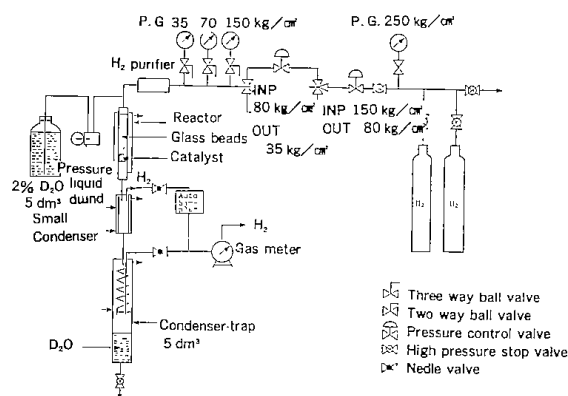 P.G 35 70 150 kg/cm²
P.G. 250 kg/cm²
H₂ purifier
INP
80 kg/cm²
OUT
35 kg/cm²
INP 150 kg/cm²
OUT 80 kg/cm²
Reactor
Glass beads
Catalyst
Pressure
liquid
2% D₂O
5 dm³
Small
Condenser
H₂
H₂
Gas meter
H₂
H₂
Condenser-trap
5 dm³
D₂O
Three way ball valve
Two way ball valve
Pressure control valve
High pressure stop valve
Nedle valve